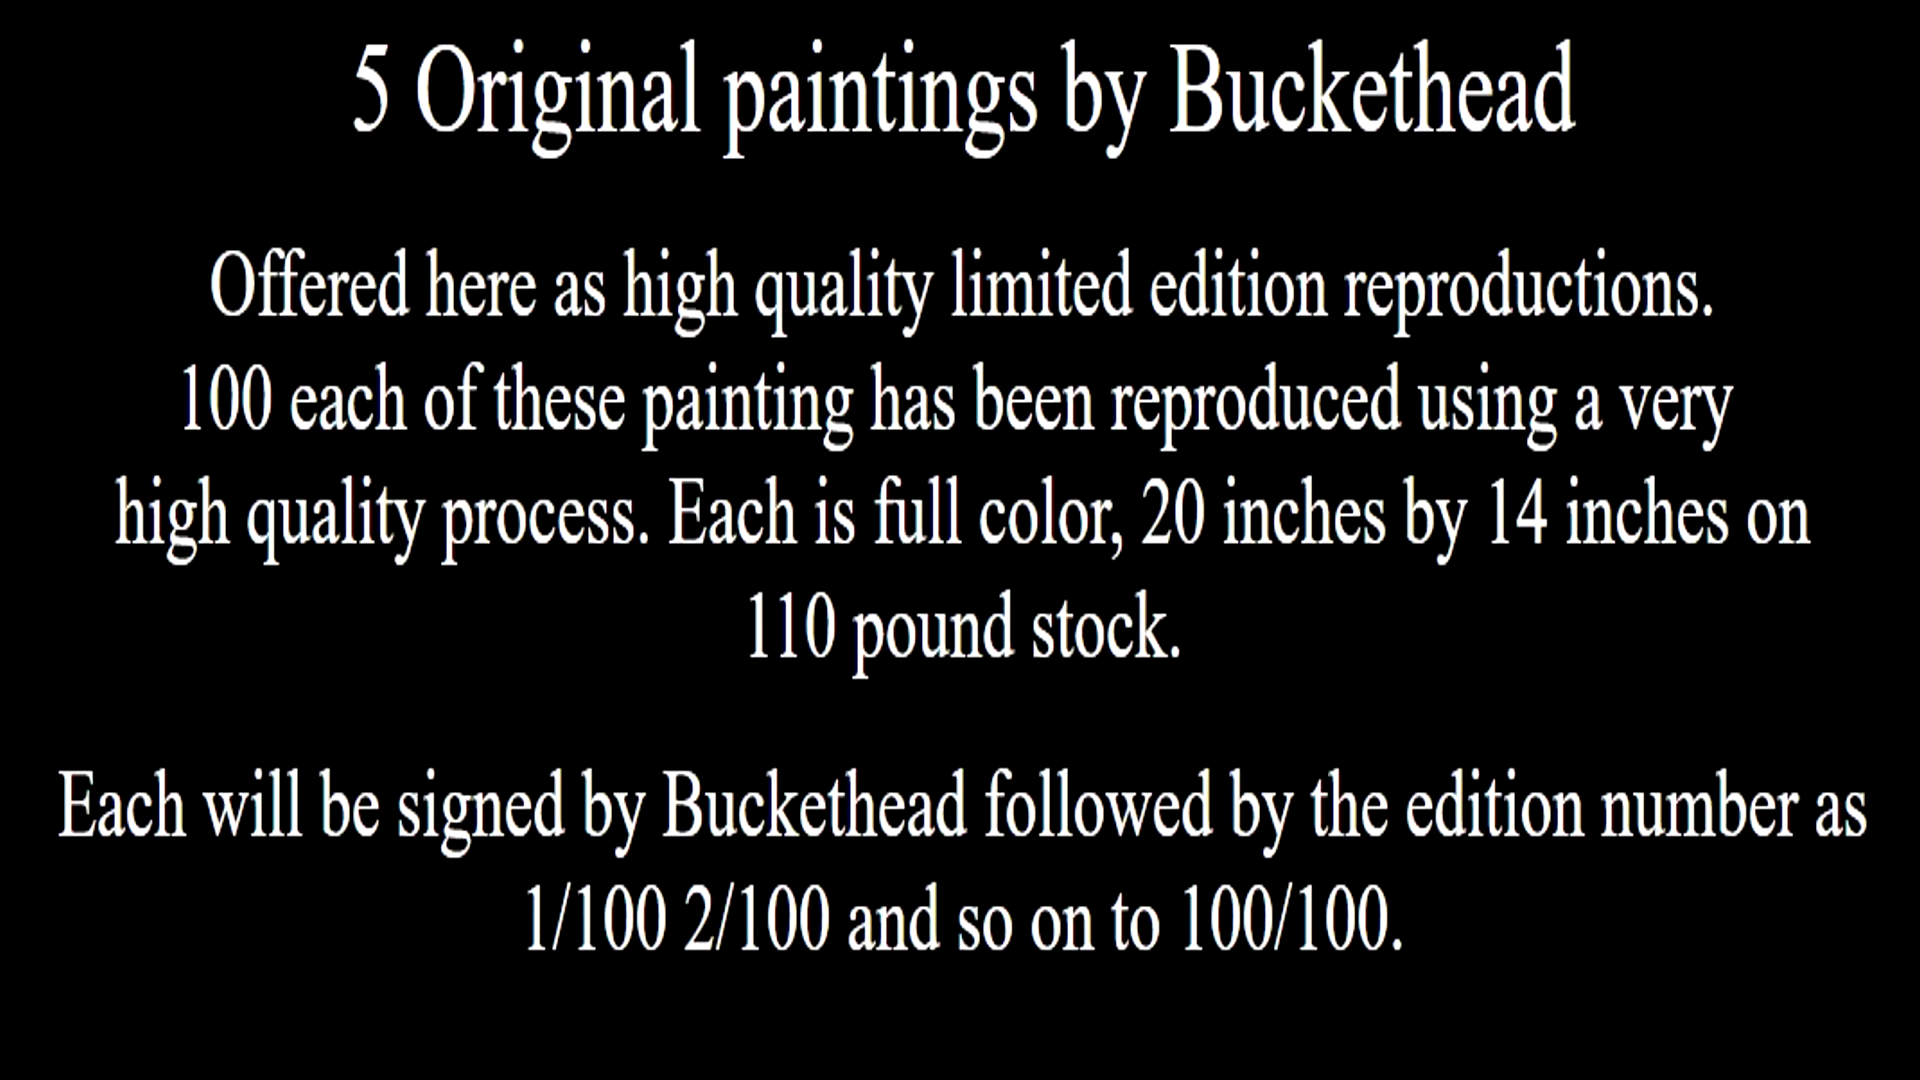 5 Original paintings by Buckethead
Offered here as high quality limited edition reproductions.
100 each of these painting has been reproduced using a very
high quality process. Each is full color, 20 inches by 14 inches on
110 pound stock.
Each will be signed by Buckethead followed by the edition number as
1/100 2/100 and so on to 100/100.